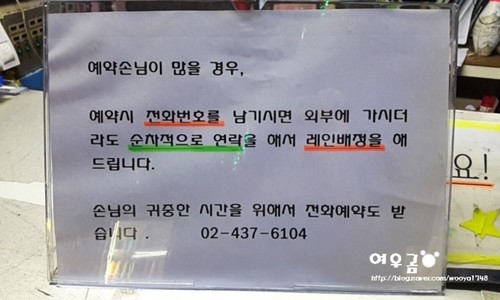 예약손님이 많을 경우,
예약시 전화번호를 남기시면 외부에 가시더
라도 순차적으로 연락을 해서 레인배정을 해
드립니다.
손님의 귀중한 시간을 위해서 전화예약도 받
습니다 . 02-437-6104
요!
여우곰
http://blog.naver.com/wooya1748